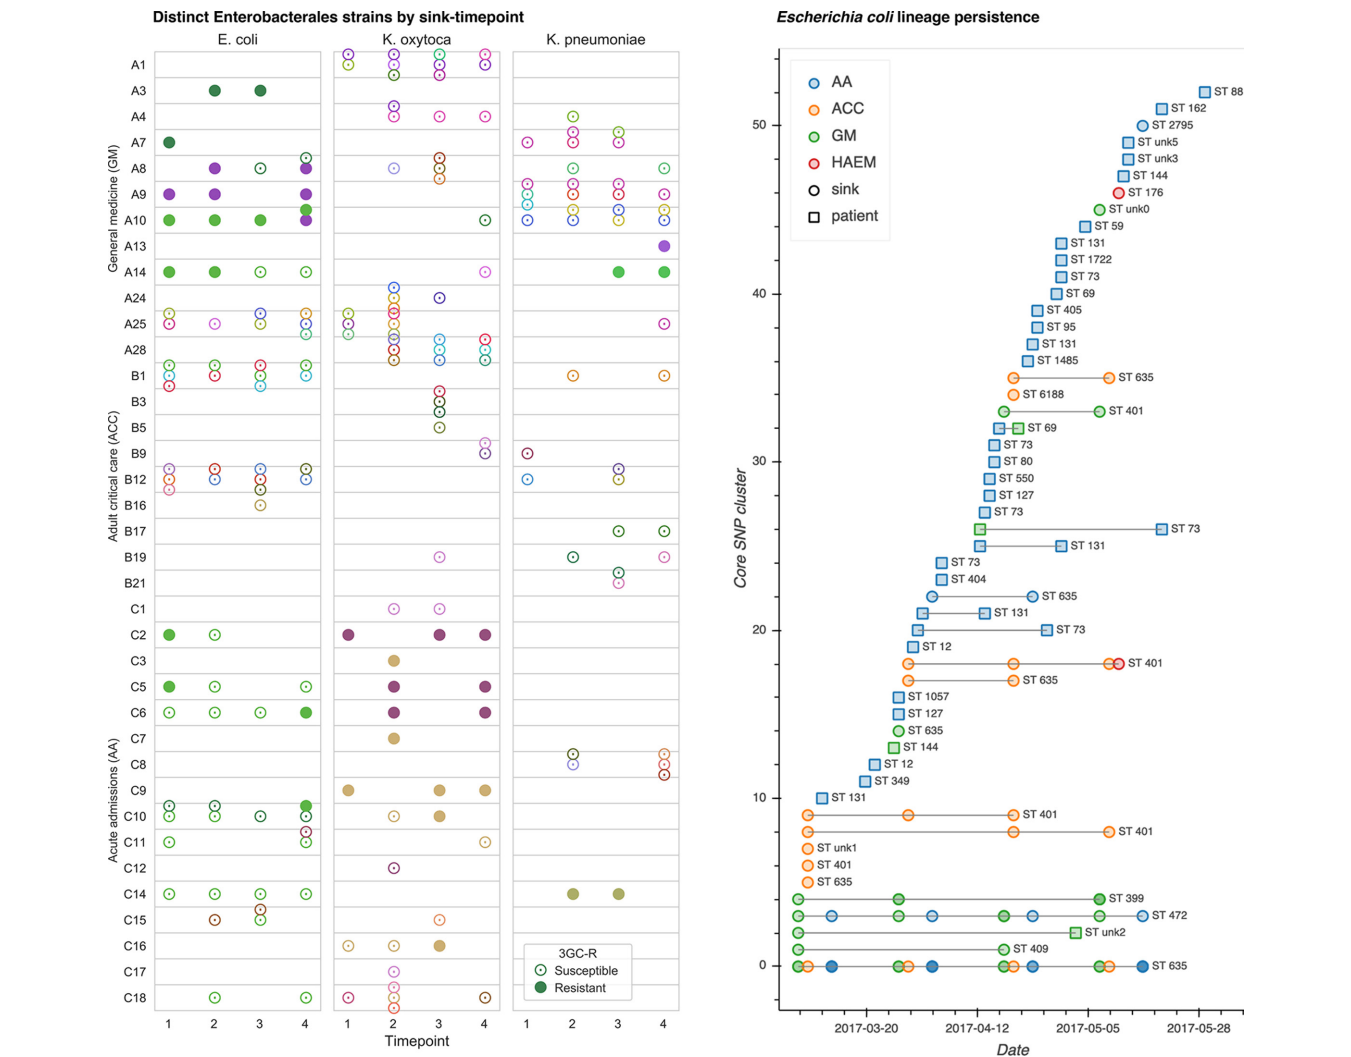 Distinct Enterobacterales strains by sink-timepoint
E. coli
K. oxytoca
K. pneumoniae
General medicine (GM)
Adult critical care (ACC)
Acute admissions (AA)
A1
A3
A4
A7
A8
A9
A10
A13
A14
A24
A25
A28
B1
B3
B5
B9
B12
B16
B17
B19
B21
C1
C2
C3
C5
C6
C7
C8
C9
C10
C11
C12
C14
C15
C16
C17
C18
3GC-R
Susceptible
Resistant
1 2 3 4 1 2 3 4 1 2 3 4
Timepoint
Escherichia coli lineage persistence
AA
ACC
GM
HAEM
sink
patient
Core SNP cluster
50
40
30
20
10
0
ST 88
ST 162
ST 2795
ST unk5
ST unk3
ST 144
ST 176
ST unk0
ST 59
ST 131
ST 1722
ST 73
ST 69
ST 405
ST 95
ST 131
ST 1485
ST 635
ST 6188
ST 401
ST 69
ST 73
ST 80
ST 550
ST 127
ST 73
ST 73
ST 131
ST 73
ST 404
ST 635
ST 131
ST 73
ST 12
ST 401
ST 635
ST 1057
ST 127
ST 635
ST 144
ST 12
ST 349
ST 131
ST 401
ST 401
ST unk1
ST 401
ST 635
ST 399
ST 472
ST unk2
ST 409
ST 635
2017-03-20 2017-04-12 2017-05-05 2017-05-28
Date